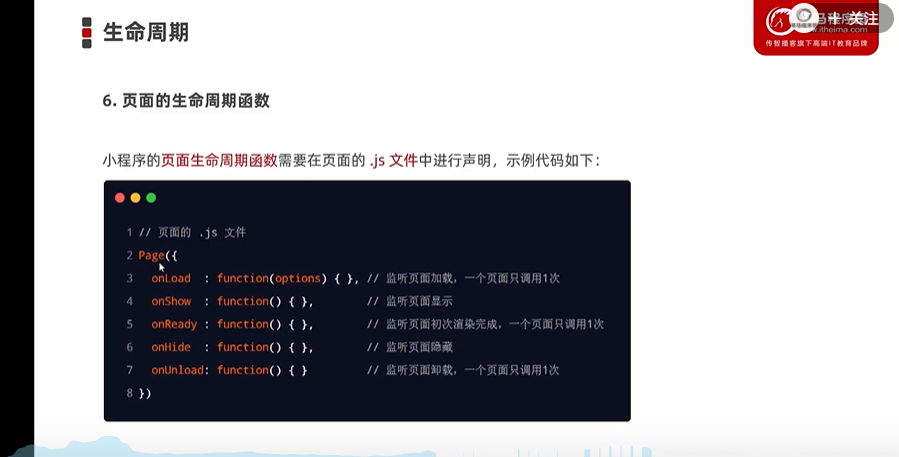 生命周期
+ 关注
www.itheima.com
传智播客旗下高端IT教育品牌
6. 页面的生命周期函数
小程序的页面生命周期函数需要在页面的 .js 文件中进行声明，示例代码如下：
1 // 页面的 .js 文件
2 Page({
3 onLoad : function(options) { }, // 监听页面加载，一个页面只调用1次
4 onShow : function() { }, // 监听页面显示
5 onReady : function() { }, // 监听页面初次渲染完成，一个页面只调用1次
6 onHide : function() { }, // 监听页面隐藏
7 onUnload: function() { } // 监听页面卸载，一个页面只调用1次
8 })